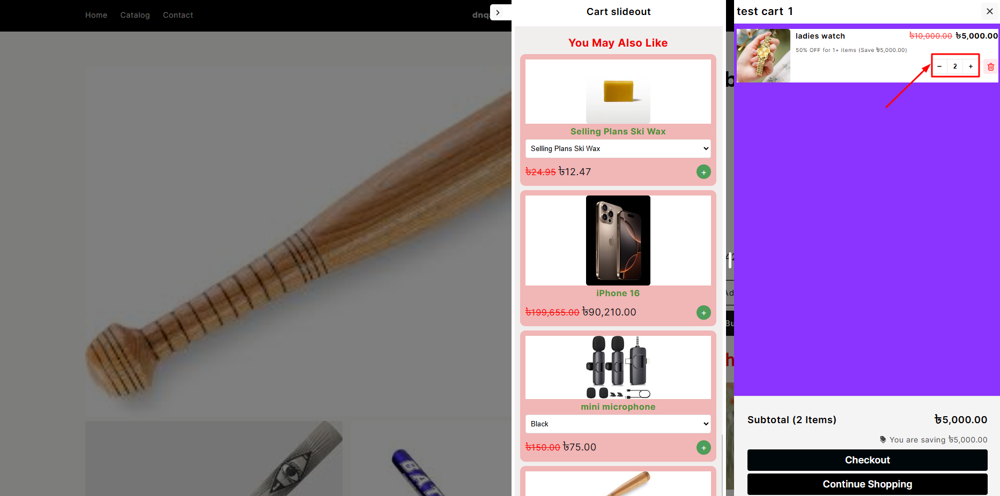 Home Catalog Contact
Cart slideout
You May Also Like
Selling Plans Ski Wax
Selling Plans Ski Wax
৳24.95 ৳12.47
+
iPhone 16
৳199,655.00 ৳90,210.00
+
mini microphone
Black
৳150.00 ৳75.00
+
test cart 1
ladies watch ৳10,000.00 ৳5,000.00
50% OFF for 1+ items (Save ৳5,000.00)
− 2 +
Subtotal (2 Items) ৳5,000.00
You are saving ৳5,000.00
Checkout
Continue Shopping